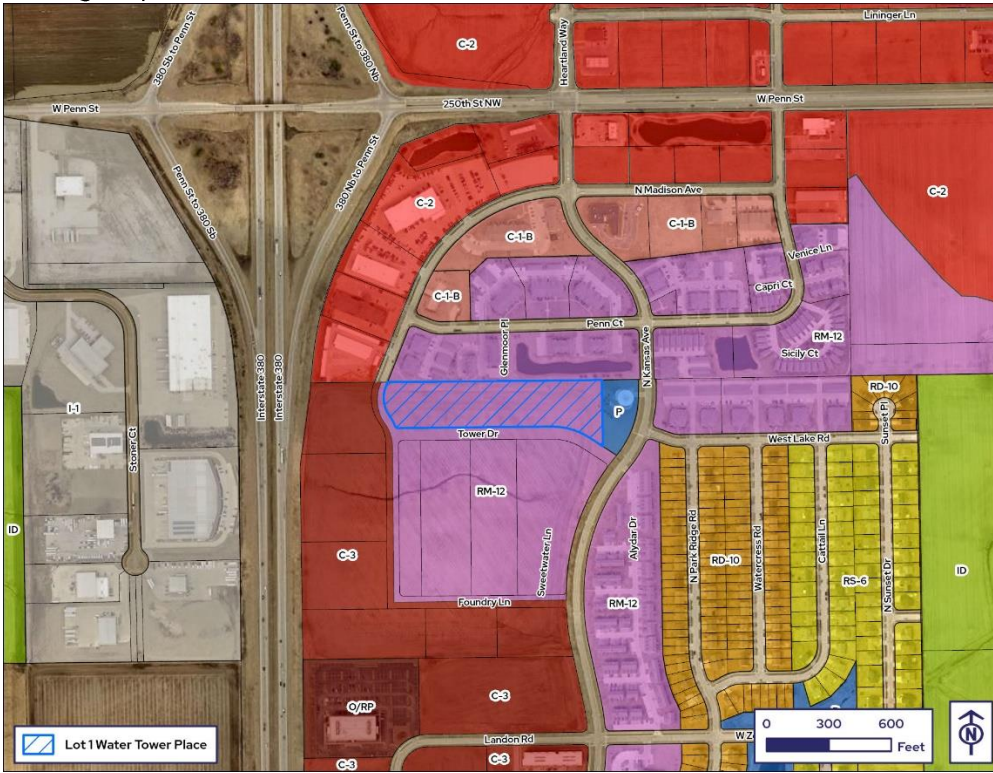 Lininger Ln
C-2
380 Sb to Penn St
Penn St to 380 Nb
Heartland Way
W Penn St
250th St NW
W Penn St
Penn St to 380 Sb
380 Nb to Penn St
N Madison Ave
C-2
C-2
C-1-B
C-1-B
Venice Ln
Capri Ct
C-1-B
Penn Ct
Glenmoor Pl
N Kansas Ave
RM-12
Sicily Ct
Interstate 380
Interstate 380
RD-10
I-1
P
Sunset Pl
Stoner Ct
Tower Dr
West Lake Rd
RM-12
ID
Alydar Dr
N Park Ridge Rd
Watercress Rd
Cattail Ln
C-3
Sweetwater Ln
RD-10
RS-6
N Sunset Dr
ID
Foundry Ln
RM-12
C-3
O/RP
Landon Rd
C-3
C-3
Lot 1 Water Tower Place
0 300 600
Feet
N